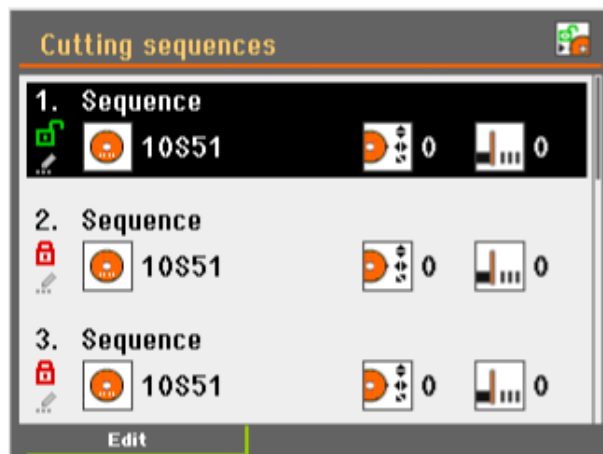 Cutting sequences
1. Sequence
10S51 0 0
2. Sequence
10S51 0 0
3. Sequence
10S51 0 0
Edit